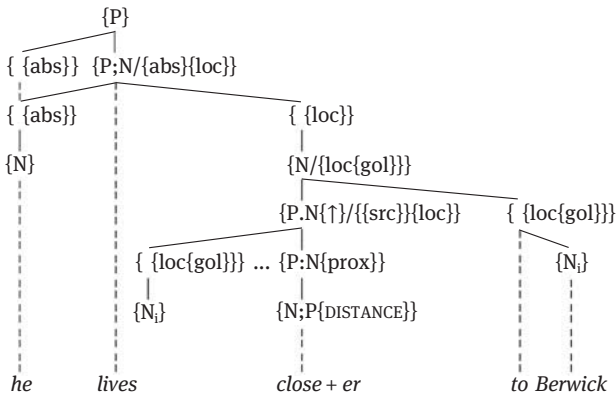 {P}
{ {abs}} {P;N/{abs}{loc}}
{ {abs}} { {loc}}
{N} {N/{loc{gol}}}
{P.N{↑}/{{src}}{loc}} { {loc{gol}}}
{ {loc{gol}}} ... {P:N{prox}} {Nᵢ}
{Nᵢ} {N;P{DISTANCE}}
he lives close + er to Berwick